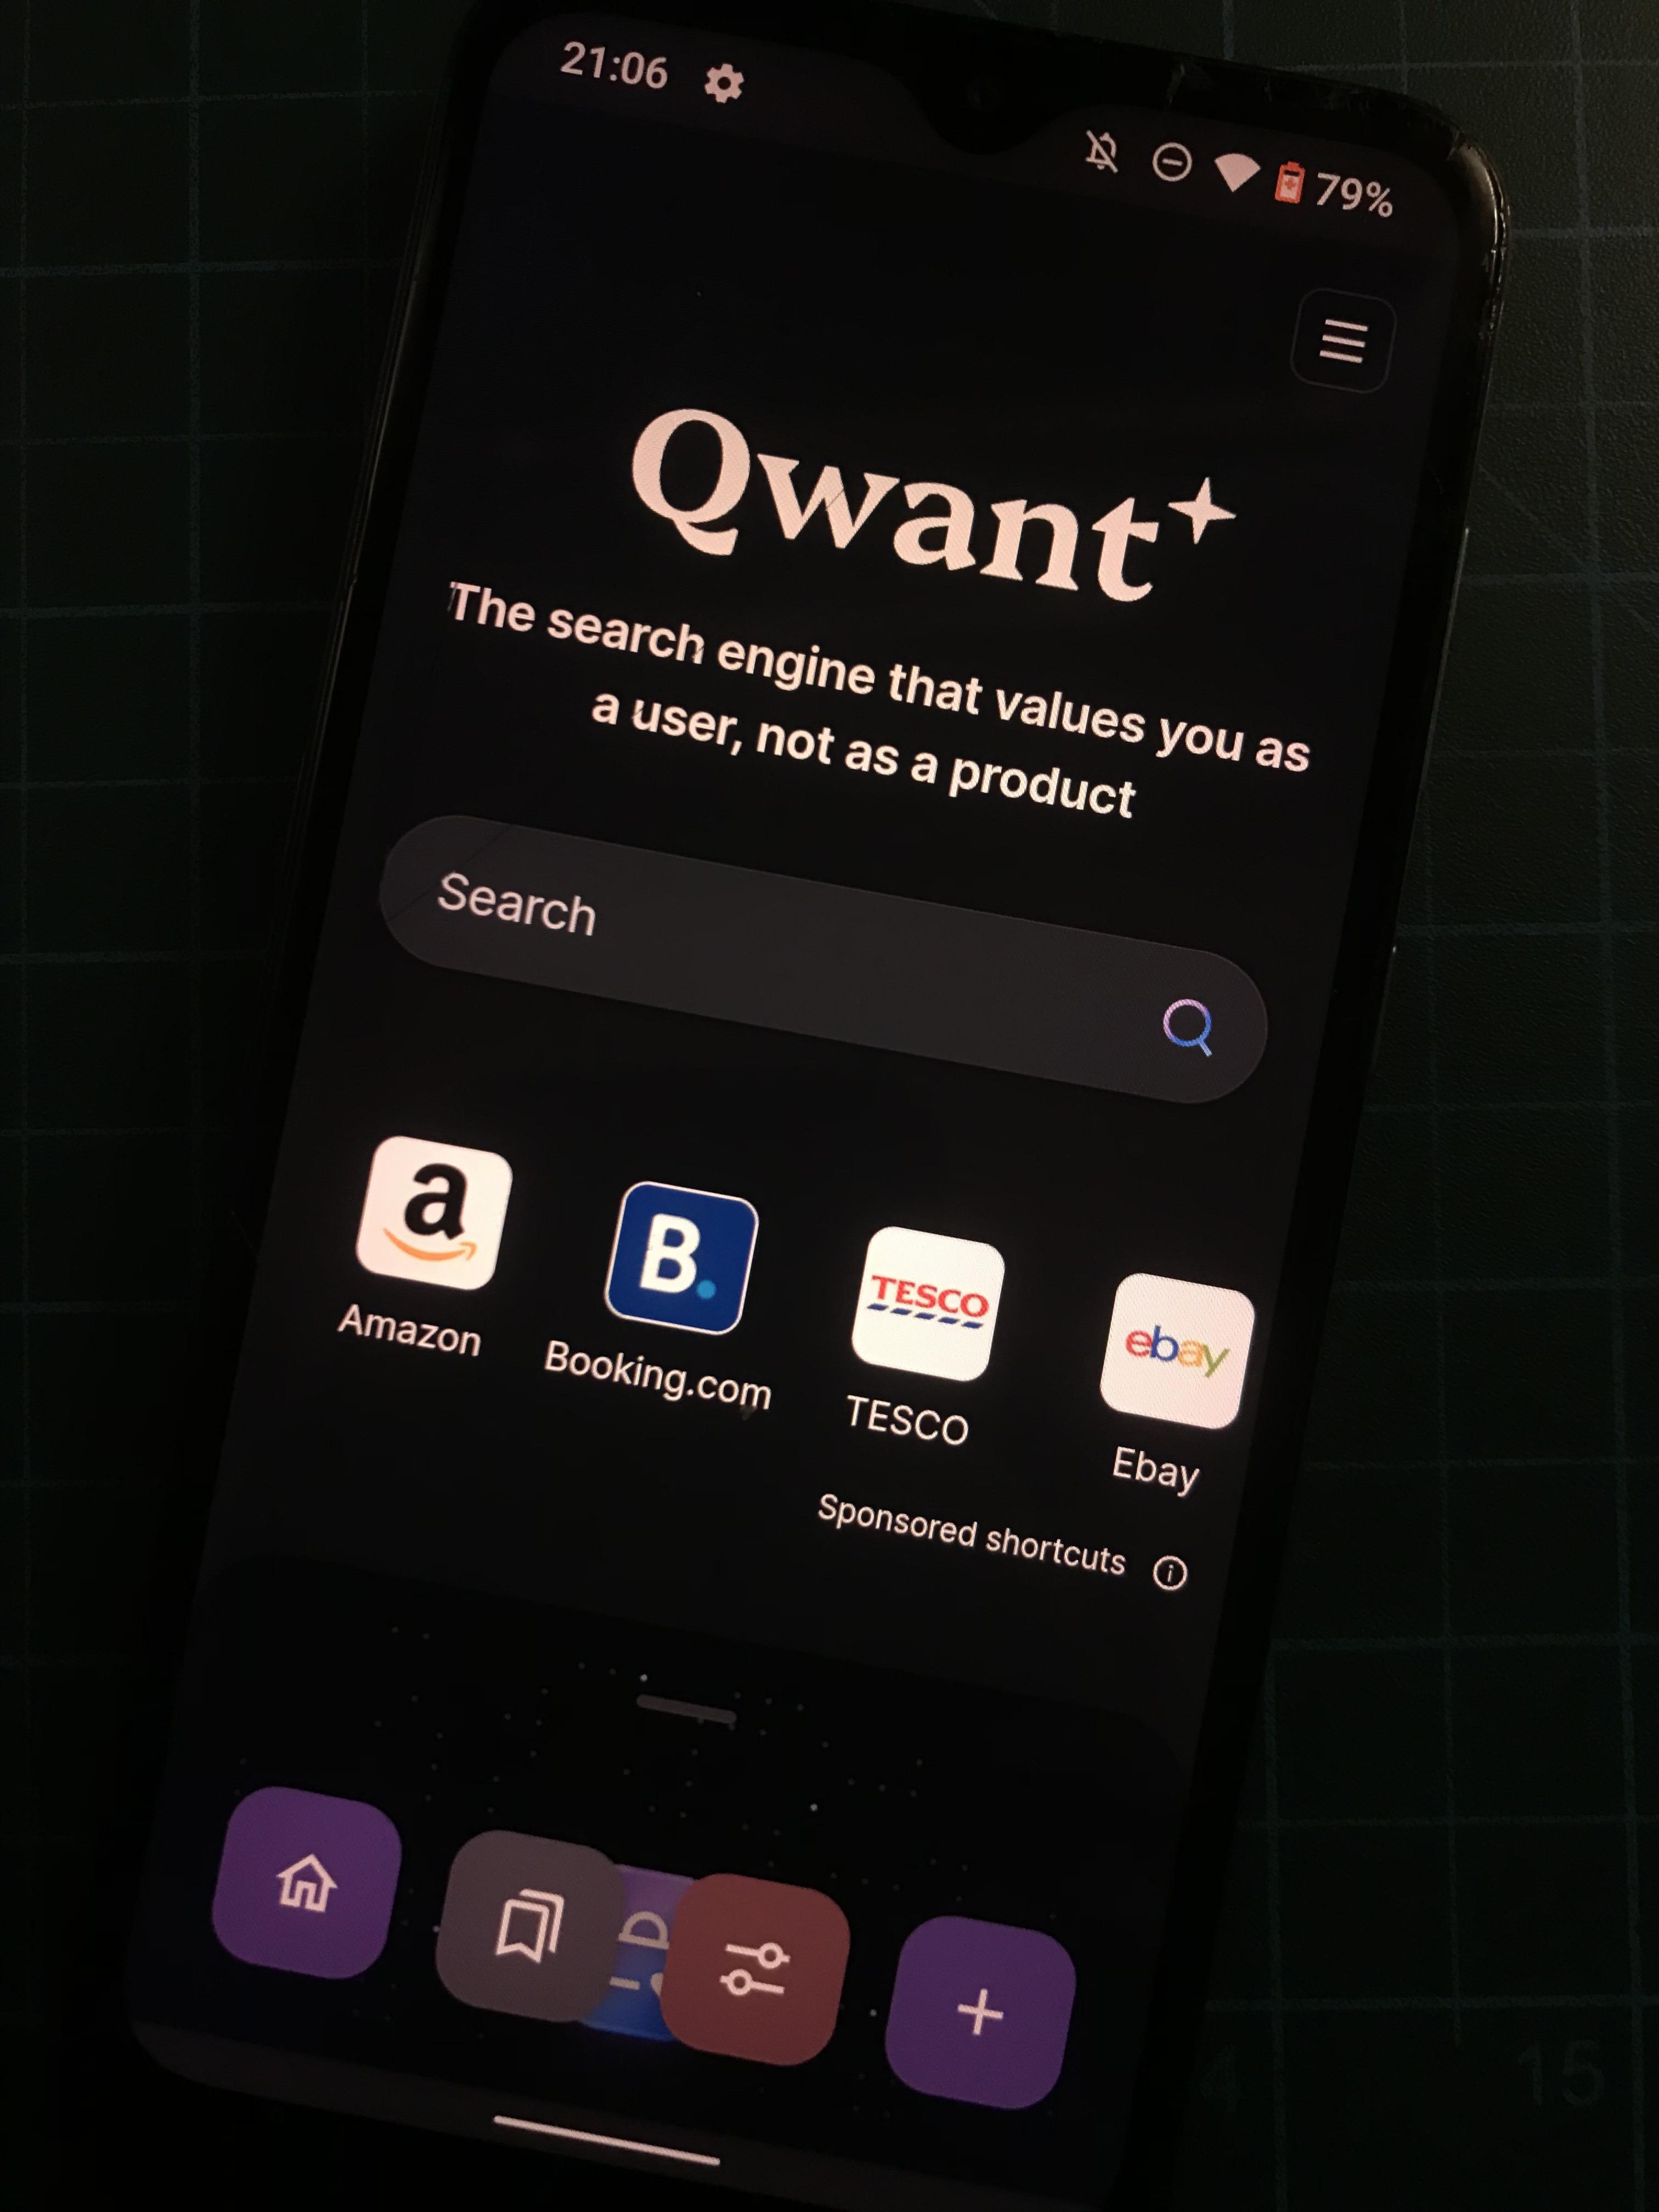 21:06
79%
Qwant
The search engine that values you as
a user, not as a product
Search
a
B.
TESCO
ebay
Amazon
Booking.com
TESCO
Ebay
Sponsored shortcuts
4
15